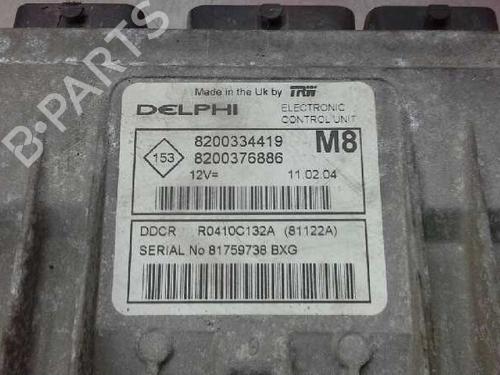 B-PARTS
Made in the Uk by TRW
DELPHI
ELECTRONIC
CONTROL UNIT
8200334419 M8
153
8200376886
12V= 11.02.04
DDCR R0410C132A (81122A)
SERIAL No 81759738 BXG